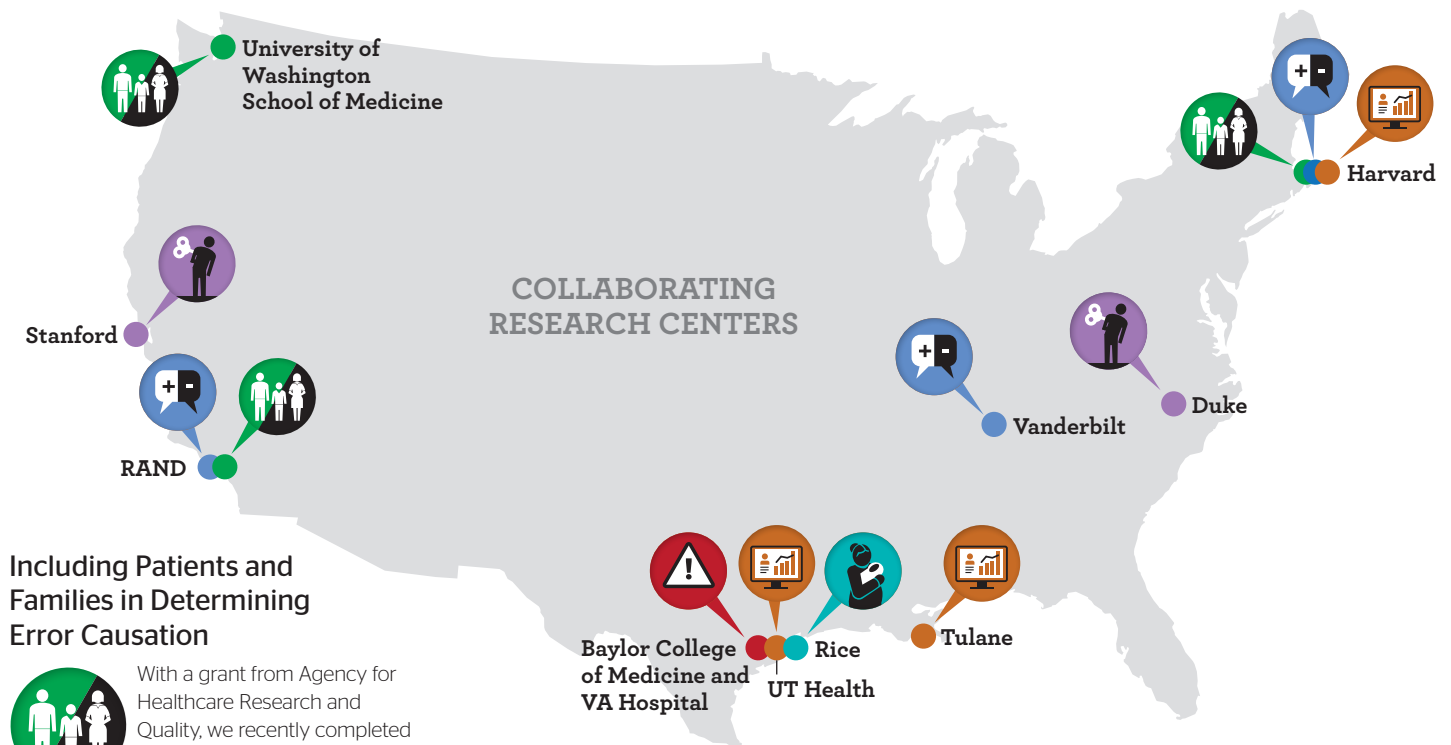 University of
Washington
School of Medicine
Harvard
COLLABORATING
RESEARCH CENTERS
Stanford
Duke
Vanderbilt
RAND
Including Patients and
Families in Determining
Error Causation
With a grant from Agency for
Healthcare Research and
Quality, we recently completed
Baylor College
of Medicine and
VA Hospital
UT Health
Rice
Tulane